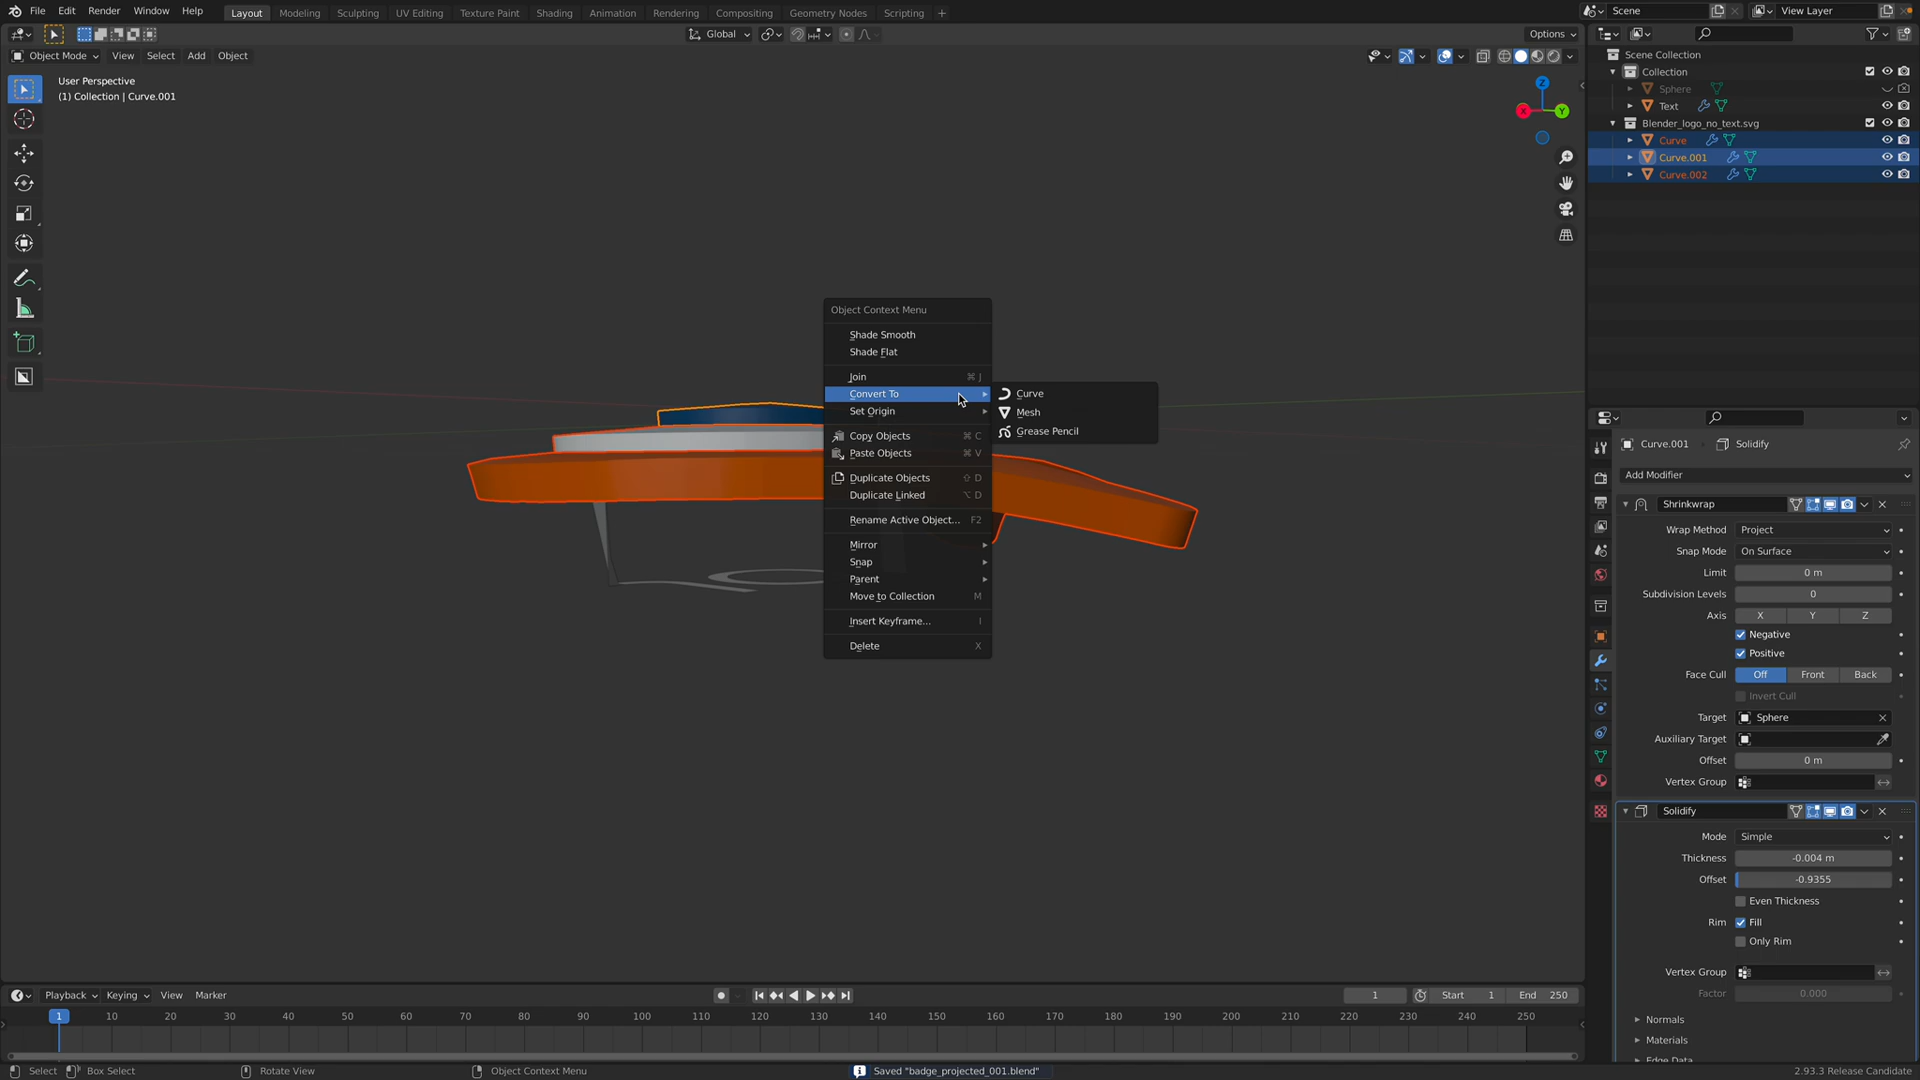 File Edit Render Window Help Layout Modeling Sculpting UV Editing Texture Paint Shading Animation Rendering Compositing Geometry Nodes Scripting + Scene View Layer
Global Options
Object Mode View Select Add Object
User Perspective
(1) Collection | Curve.001
Z
X Y
Scene Collection
Collection
Sphere
Text
Blender_logo_no_text.svg
Curve
Curve.001
Curve.002
Object Context Menu
Shade Smooth
Shade Flat
Join ⌘ J
Convert To
Set Origin
Copy Objects ⌘ C
Paste Objects ⌘ V
Duplicate Objects ⇧ D
Duplicate Linked ⌥ D
Rename Active Object... F2
Mirror
Snap
Parent
Move to Collection M
Insert Keyframe... I
Delete X
Curve
Mesh
Grease Pencil
Curve.001 Solidify
Add Modifier
Shrinkwrap
Wrap Method Project
Snap Mode On Surface
Limit 0 m
Subdivision Levels 0
Axis X Y Z
Negative
Positive
Face Cull Off Front Back
Invert Cull
Target Sphere
Auxiliary Target
Offset 0 m
Vertex Group
Solidify
Mode Simple
Thickness -0.004 m
Offset -0.9355
Even Thickness
Rim Fill
Only Rim
Vertex Group
Factor 0.000
Normals
Materials
Edge Data
Playback Keying View Marker 1 Start 1 End 250
1 10 20 30 40 50 60 70 80 90 100 110 120 130 140 150 160 170 180 190 200 210 220 230 240 250
Select Box Select Rotate View Object Context Menu Saved "badge_projected_001.blend" 2.93.3 Release Candidate